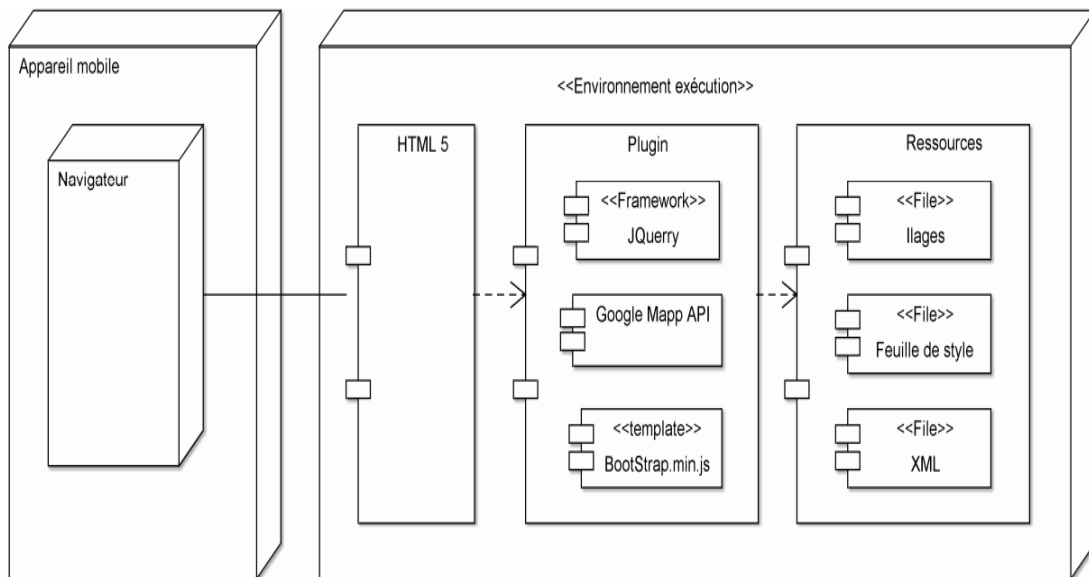 Appareil mobile
Navigateur
<<Environnement exécution>>
HTML 5
Plugin
<<Framework>>
JQuerry
Google Mapp API
<<template>>
BootStrap.min.js
Ressources
<<File>>
Ilages
<<File>>
Feuille de style
<<File>>
XML